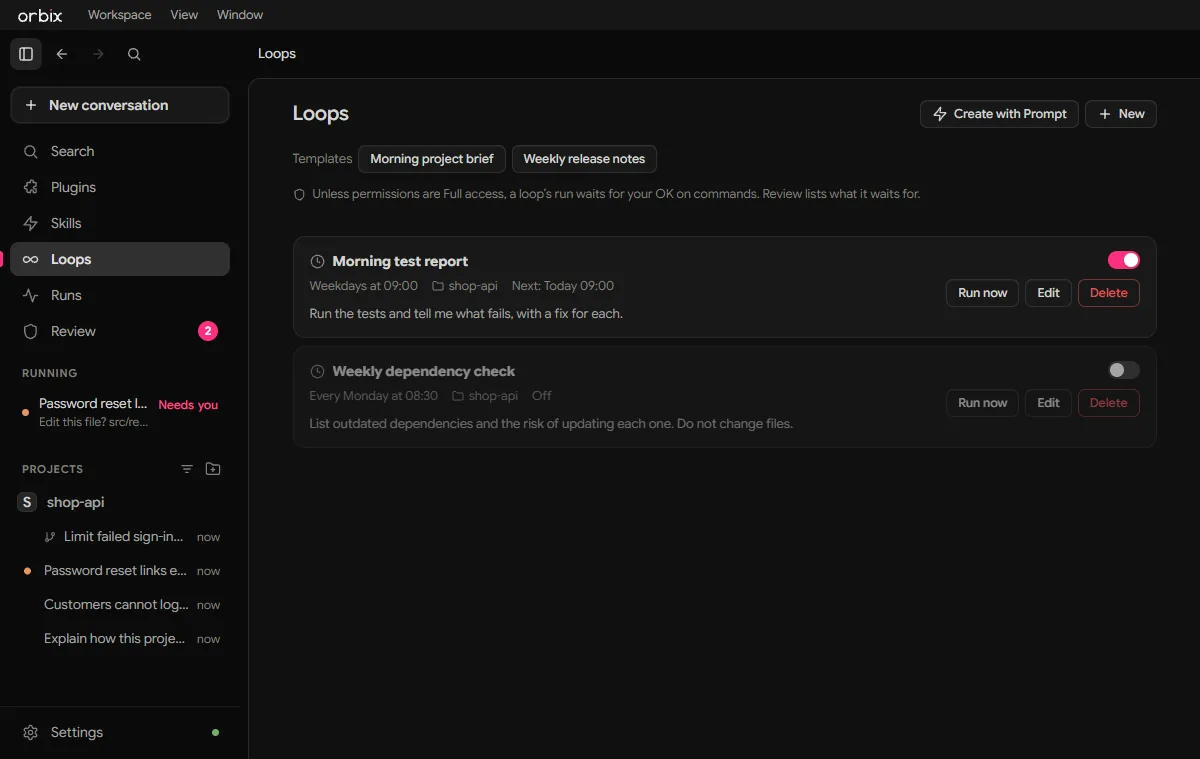 orbix Workspace View Window
Loops
New conversation
Search
Plugins
Skills
Loops
Runs
Review 2
RUNNING
Password reset l... Needs you
Edit this file? src/re...
PROJECTS
S shop-api
Limit failed sign-in... now
Password reset links e... now
Customers cannot log... now
Explain how this proje... now
Settings
Loops
Create with Prompt New
Templates Morning project brief Weekly release notes
Unless permissions are Full access, a loop's run waits for your OK on commands. Review lists what it waits for.
Morning test report
Weekdays at 09:00 shop-api Next: Today 09:00
Run the tests and tell me what fails, with a fix for each.
Run now Edit Delete
Weekly dependency check
Every Monday at 08:30 shop-api Off
List outdated dependencies and the risk of updating each one. Do not change files.
Run now Edit Delete